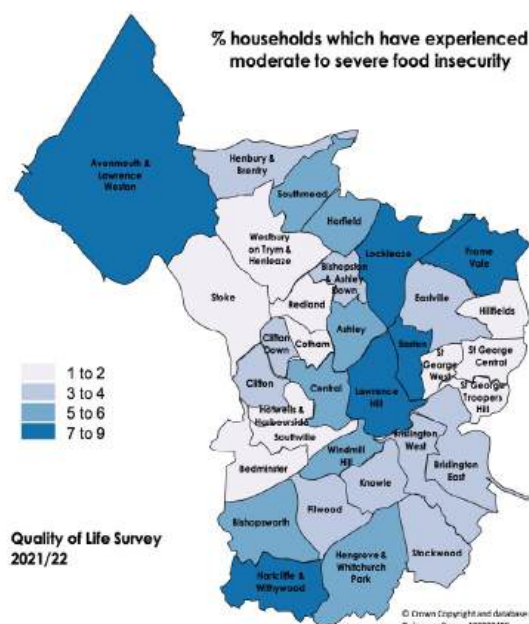 % households which have experienced
moderate to severe food insecurity
Avonmouth &
Lawrence
Weston
Henbury &
Brentry
Southmead
Horfield
Westbury
on Trym &
Henleaze
Lockleaze
Frome
Vale
Bishopston
& Ashley
Down
Stoke
Redland
Eastville
Hillfields
Cotham
Ashley
Clifton
Down
Easton
St
George
West
St George
Central
Clifton
Central
Lawrence
Hill
St George
Troopers
Hill
Hotwells &
Harbourside
Southville
Brislington
West
Windmill
Hill
Bedminster
Knowle
Brislington
East
1 to 2
3 to 4
5 to 6
7 to 9
Bishopsworth
Filwood
Stockwood
Hengrove &
Whitchurch
Park
Hartcliffe &
Withywood
Quality of Life Survey
2021/22
© Crown Copyright and database